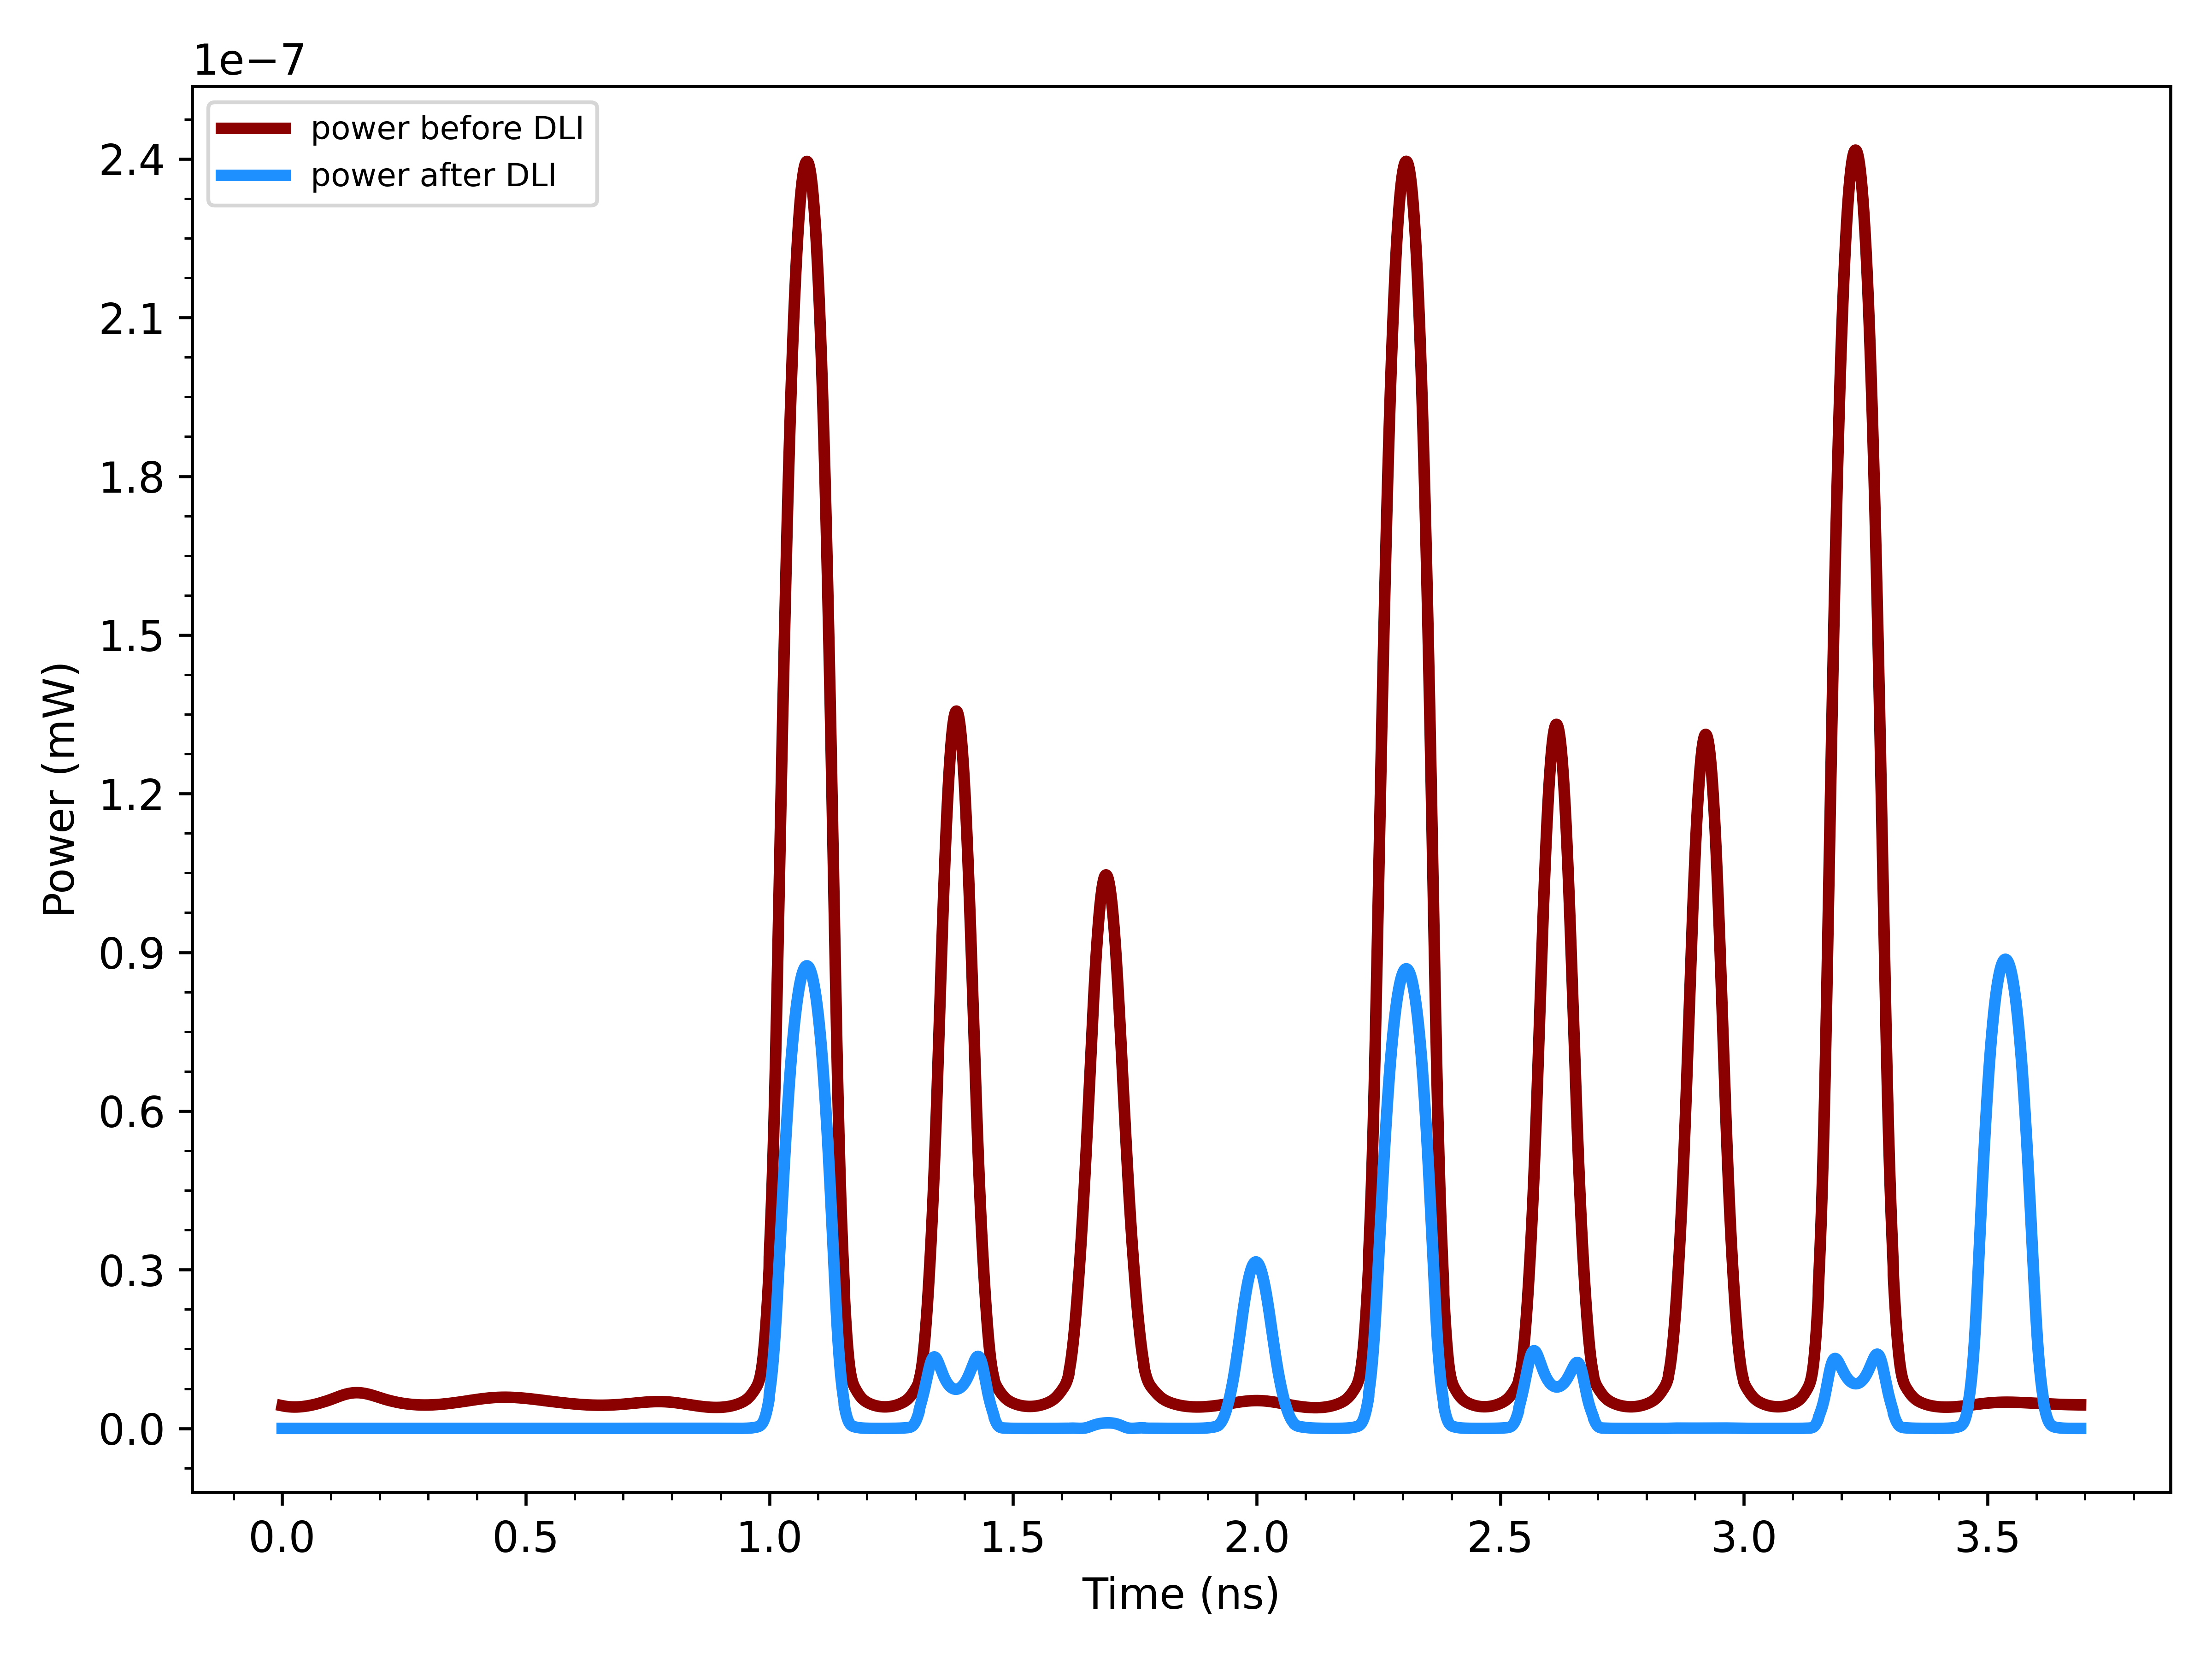 1e−7
power before DLI
power after DLI
2.4
2.1
1.8
1.5
1.2
0.9
0.6
0.3
0.0
Power (mW)
0.0 0.5 1.0 1.5 2.0 2.5 3.0 3.5
Time (ns)